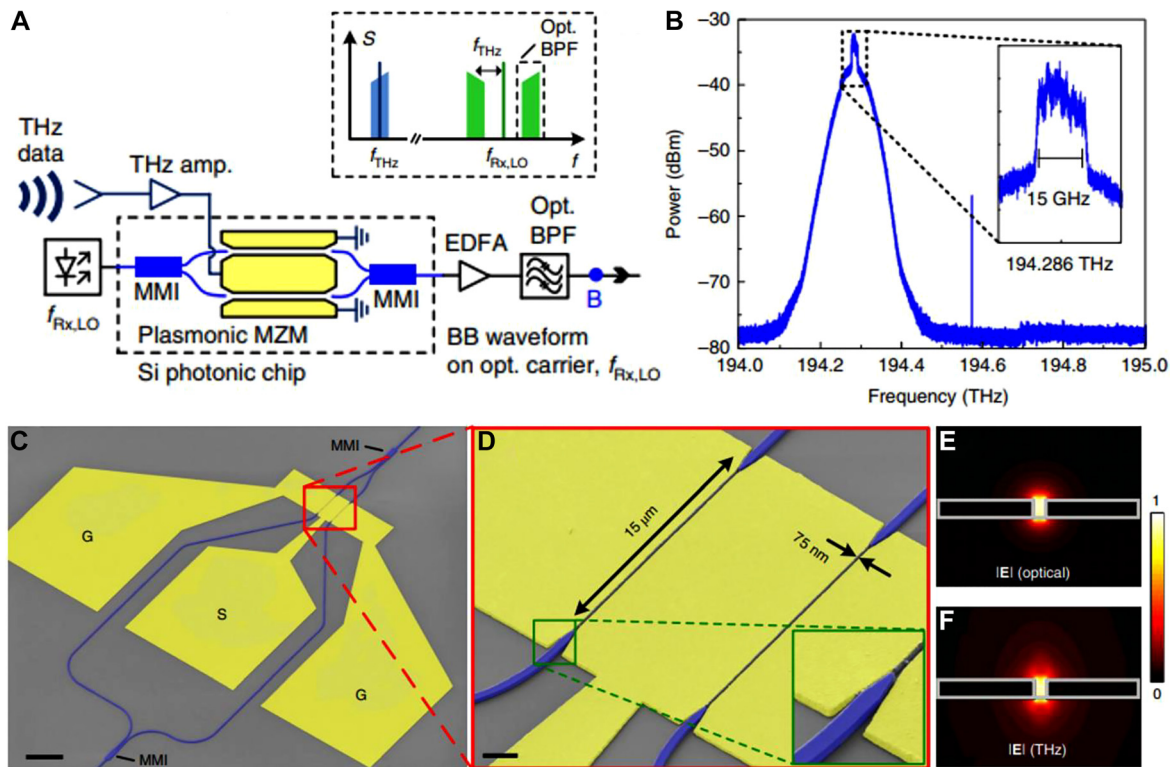 A
S
f_THz
Opt.
BPF
f_THz
f_Rx,LO
f
THz
data
THz amp.
f_Rx,LO
MMI
MMI
Plasmonic MZM
Si photonic chip
EDFA
Opt.
BPF
B
BB waveform
on opt. carrier, f_Rx,LO
B
Power (dBm)
−30
−40
−50
−60
−70
−80
15 GHz
194.286 THz
194.0
194.2
194.4
194.6
194.8
195.0
Frequency (THz)
C
MMI
G
S
G
MMI
D
15 µm
75 nm
E
|E| (optical)
F
|E| (THz)
1
0